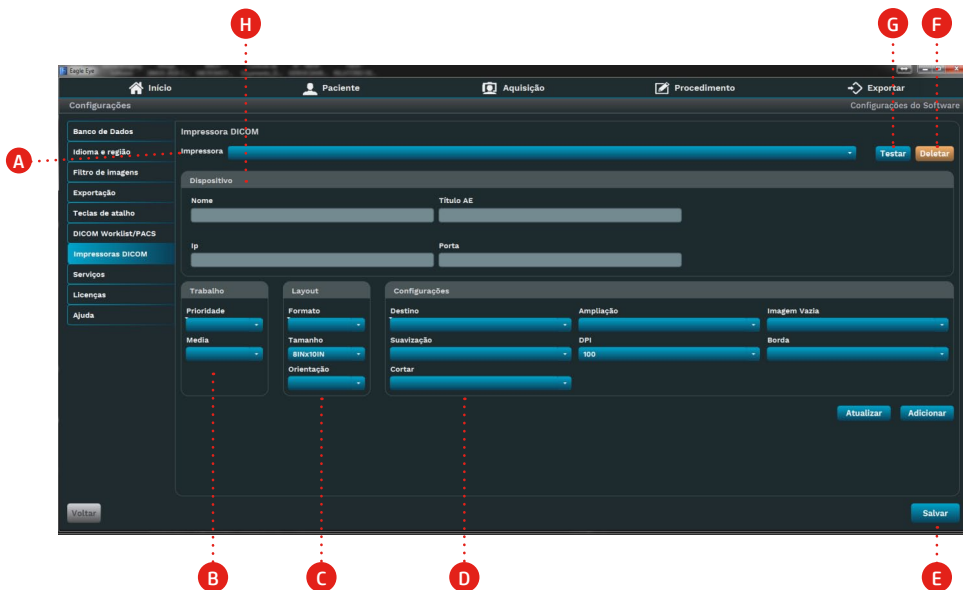 H
G
F
Eagle Eye
Início
Paciente
Aquisição
Procedimento
Exportar
Configurações
Configurações do Software
Banco de Dados
Idioma e região
Filtro de imagens
Exportação
Teclas de atalho
DICOM Worklist/PACS
Impressoras DICOM
Serviços
Licenças
Ajuda
A
Impressora DICOM
Impressora
Testar
Deletar
Dispositivo
Nome
Título AE
Ip
Porta
Trabalho
Prioridade
Media
Layout
Formato
Tamanho
8INx10IN
Orientação
Configurações
Destino
Ampliação
Imagem Vazia
Suavização
DPI
100
Borda
Cortar
Atualizar
Adicionar
Voltar
Salvar
B
C
D
E